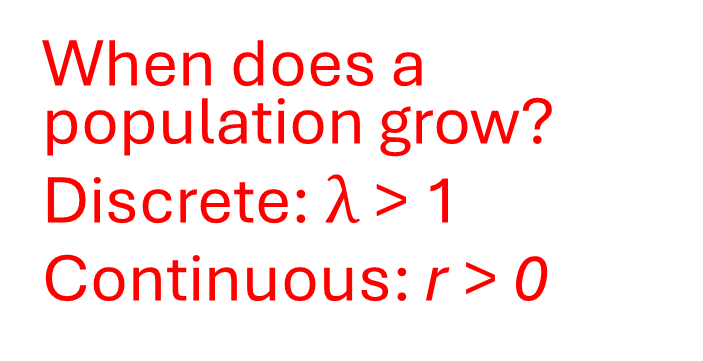 When does a
population grow?
Discrete: λ > 1
Continuous: r > 0